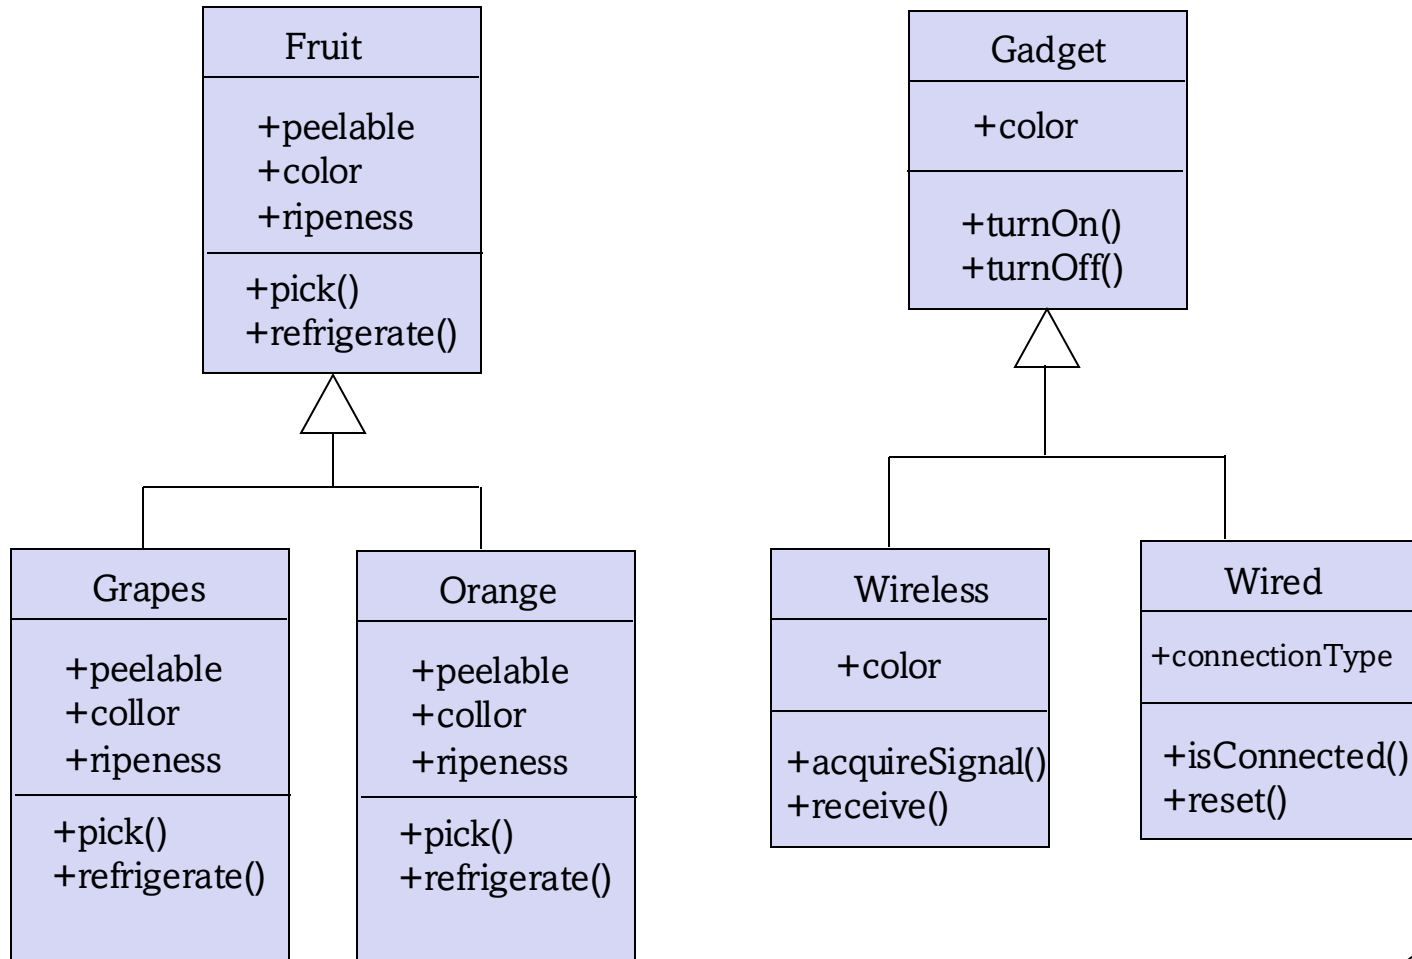 Fruit
+peelable
+color
+ripeness
+pick()
+refrigerate()
Gadget
+color
+turnOn()
+turnOff()
Grapes
+peelable
+collor
+ripeness
+pick()
+refrigerate()
Orange
+peelable
+collor
+ripeness
+pick()
+refrigerate()
Wireless
+color
+acquireSignal()
+receive()
Wired
+connectionType
+isConnected()
+reset()